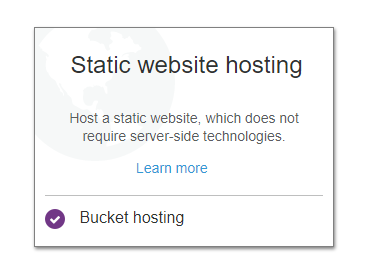 Static website hosting
Host a static website, which does not
require server-side technologies.
Learn more
Bucket hosting